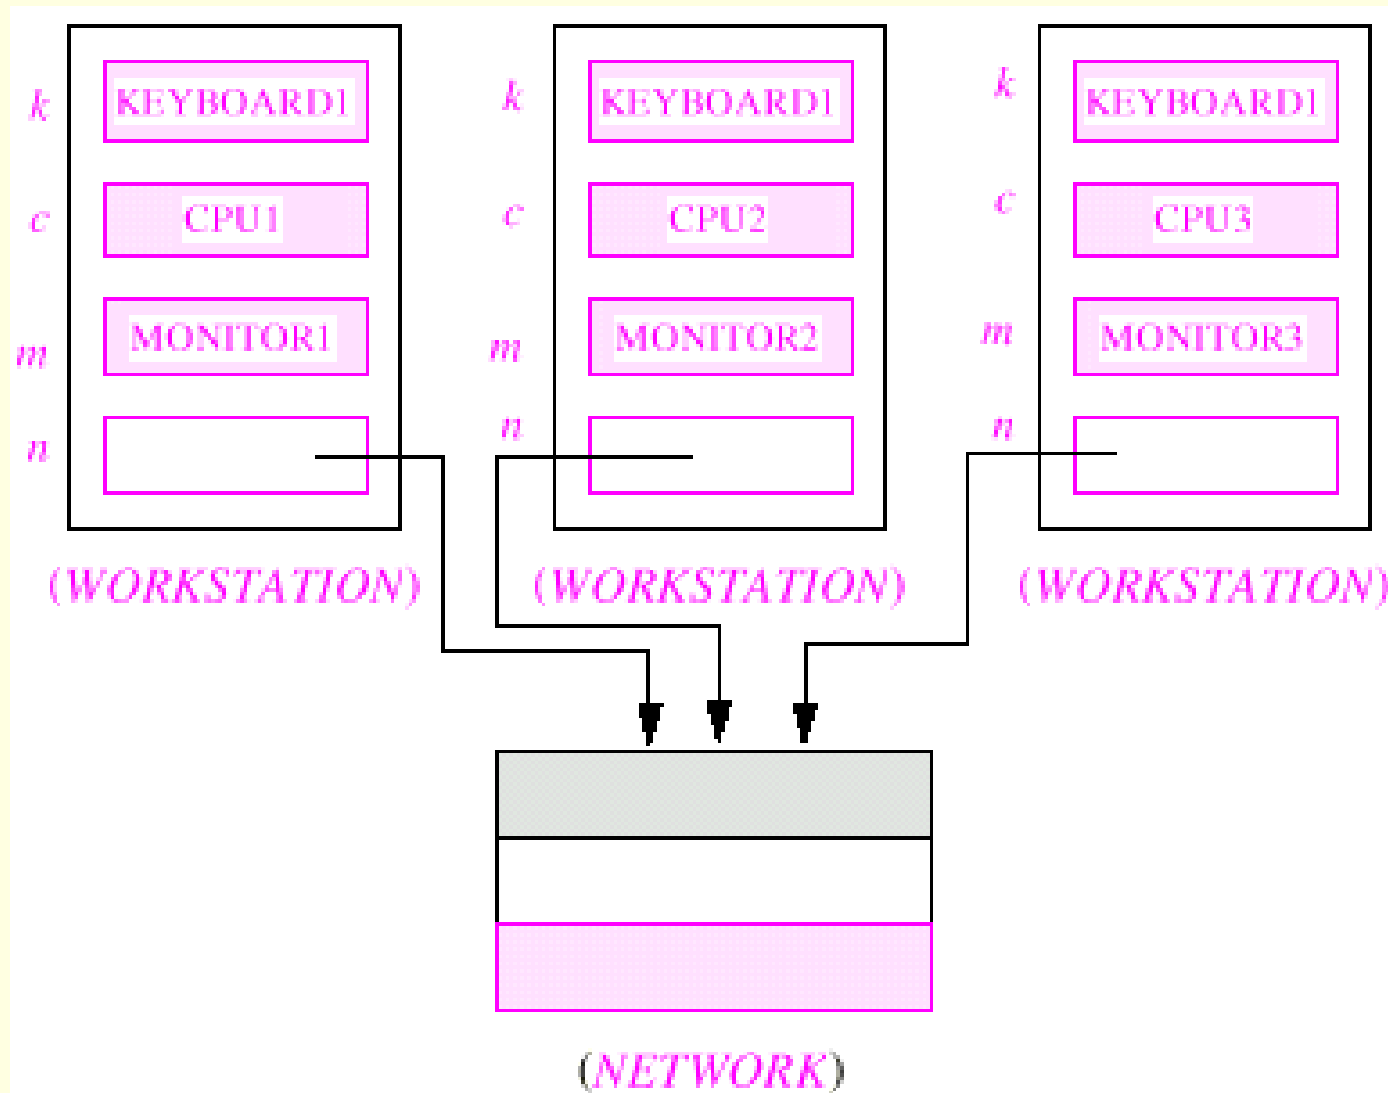 k KEYBOARD1
c CPU1
m MONITOR1
n
(WORKSTATION)
k KEYBOARD1
c CPU2
m MONITOR2
n
(WORKSTATION)
k KEYBOARD1
c CPU3
m MONITOR3
n
(WORKSTATION)
(NETWORK)